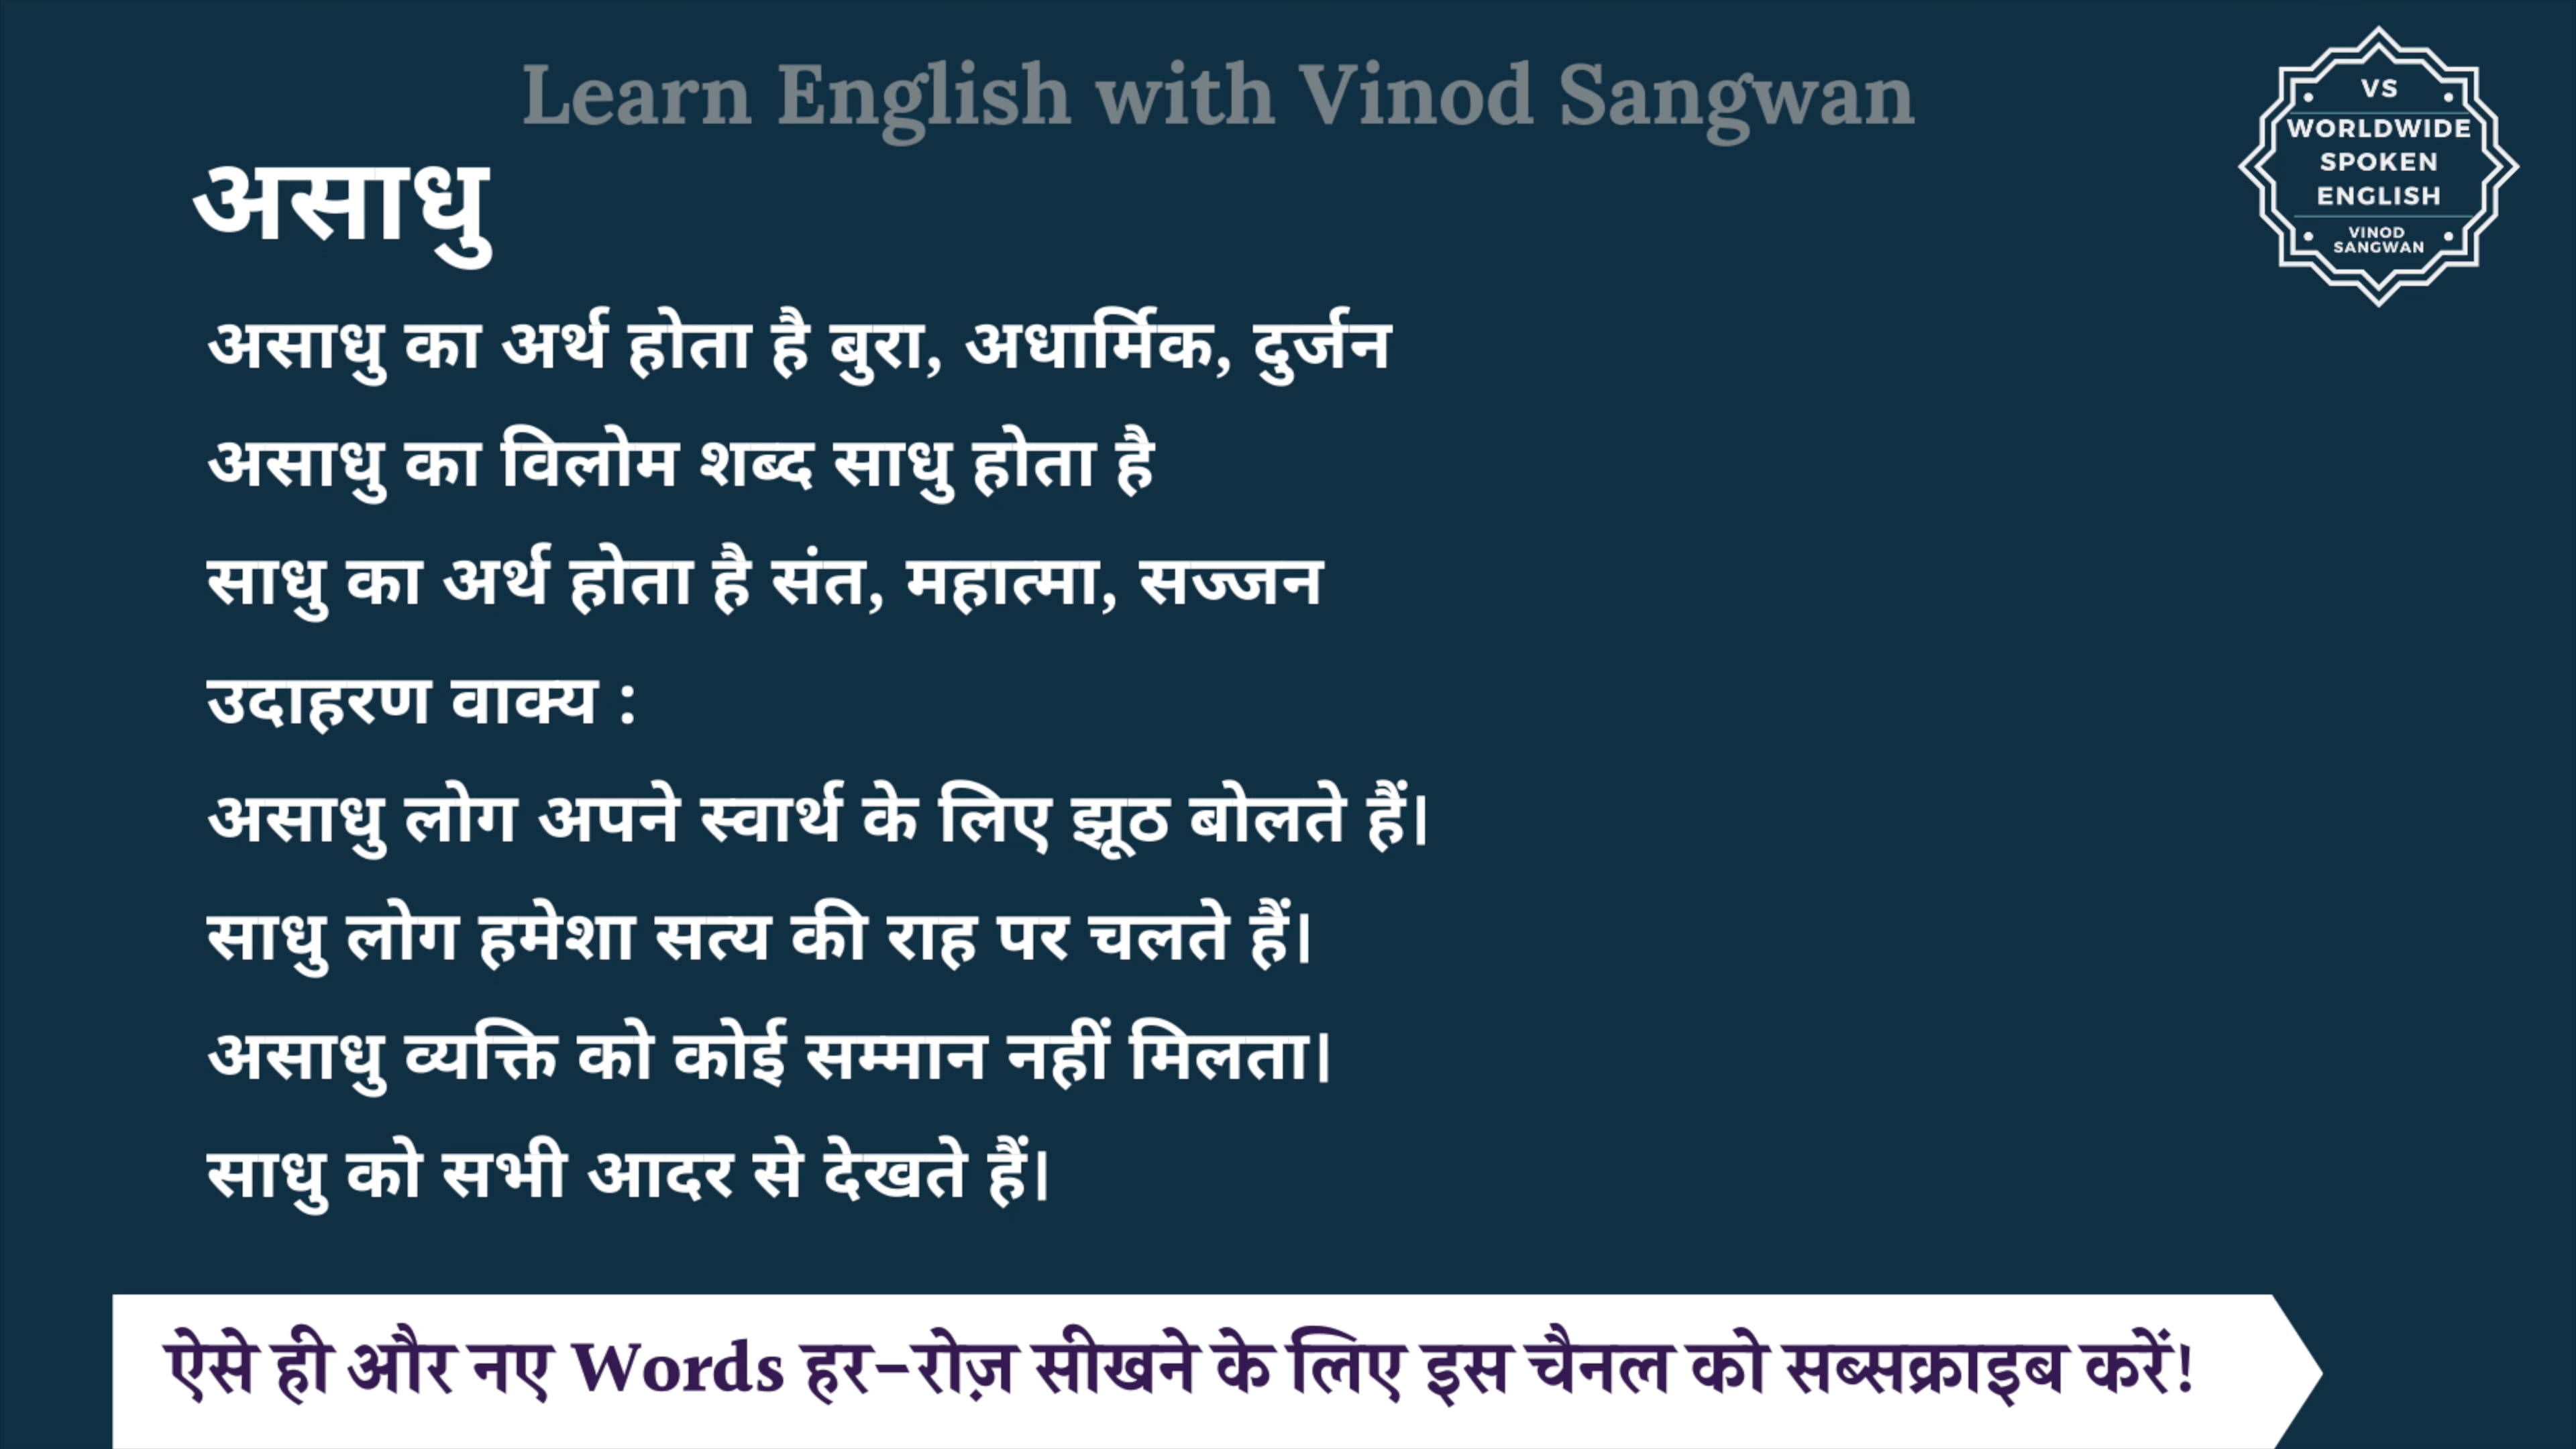 Learn English with Vinod Sangwan
VS
WORLDWIDE
SPOKEN
ENGLISH
VINOD
SANGWAN
असाधु
असाधु का अर्थ होता है बुरा, अधार्मिक, दुर्जन
असाधु का विलोम शब्द साधु होता है
साधु का अर्थ होता है संत, महात्मा, सज्जन
उदाहरण वाक्य :
असाधु लोग अपने स्वार्थ के लिए झूठ बोलते हैं।
साधु लोग हमेशा सत्य की राह पर चलते हैं।
असाधु व्यक्ति को कोई सम्मान नहीं मिलता।
साधु को सभी आदर से देखते हैं।
ऐसे ही और नए Words हर-रोज़ सीखने के लिए इस चैनल को सब्सक्राइब करें!